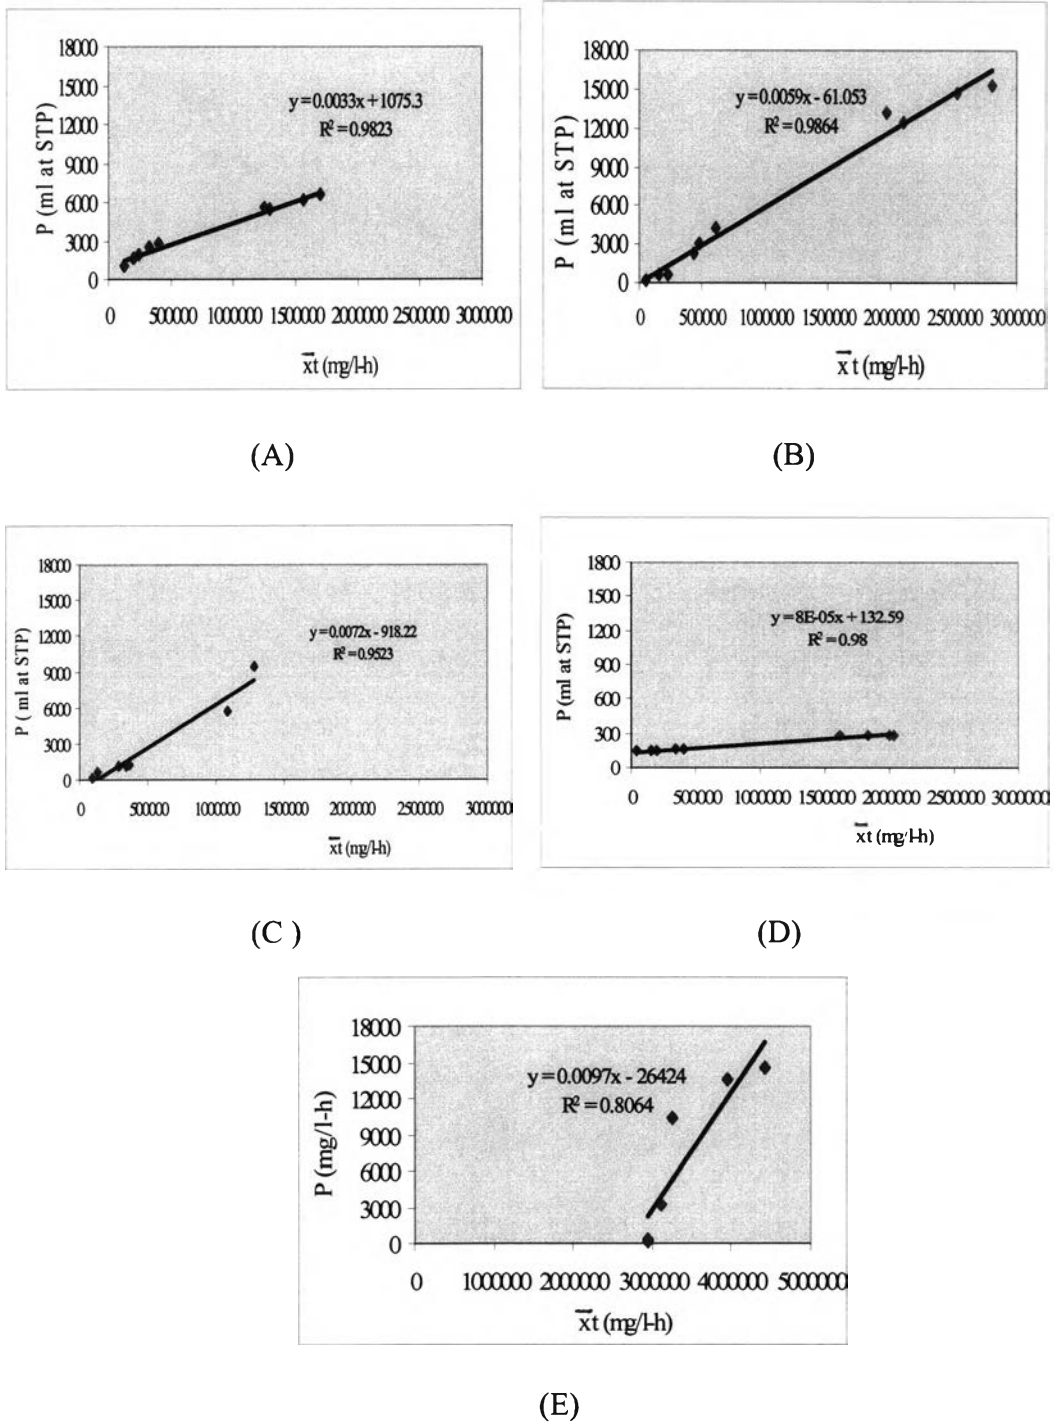 18000
15000
12000
9000
6000
3000
0
P (ml at STP)
y = 0.0033x + 1075.3
R² = 0.9823
0 500000 1000000 1500000 2000000 2500000 3000000
x̄t (mg/l-h)
(A)
18000
15000
12000
9000
6000
3000
0
P (ml at STP)
y = 0.0059x - 61.053
R² = 0.9864
0 500000 1000000 1500000 2000000 2500000 3000000
x̄ t (mg/l-h)
(B)
18000
15000
12000
9000
6000
3000
0
P ( ml at STP)
y = 0.0072x - 918.22
R² = 0.9523
0 500000 1000000 1500000 2000000 2500000 3000000
x̄t (mg/l-h)
(C )
1800
1500
1200
900
600
300
0
P (ml at STP)
y = 8E-05x + 132.59
R² = 0.98
0 500000 1000000 1500000 2000000 2500000 3000000
x̄t (mg/l-h)
(D)
18000
15000
12000
9000
6000
3000
0
P (mg/l-h)
y = 0.0097x - 26424
R² = 0.8064
0 1000000 2000000 3000000 4000000 5000000
x̄t (mg/l-h)
(E)